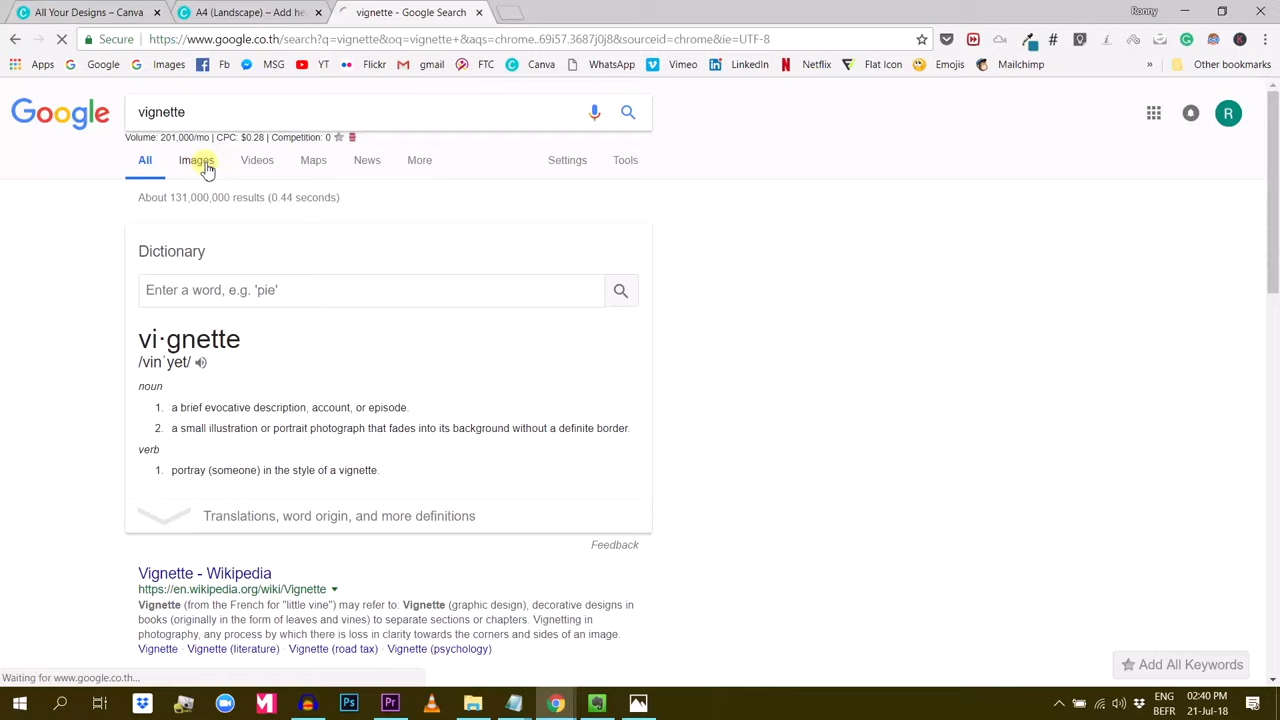 All Your Designs – Canva
A4 (Landscape) – Add he
vignette - Google Search
Ronny
Secure
https://www.google.co.th/search?q=vignette&oq=vignette+&aqs=chrome..69i57.3687j0j8&sourceid=chrome&ie=UTF-8
Apps Google Images Fb MSG YT Flickr gmail FTC Canva WhatsApp Vimeo LinkedIn Netflix Flat Icon Emojis Mailchimp » Other bookmarks
Google
vignette
R
Volume: 201,000/mo | CPC: $0.28 | Competition: 0
All Images Videos Maps News More Settings Tools
About 131,000,000 results (0.44 seconds)
Dictionary
Enter a word, e.g. 'pie'
vi·gnette
/vinˈyet/
noun
1. a brief evocative description, account, or episode.
2. a small illustration or portrait photograph that fades into its background without a definite border.
verb
1. portray (someone) in the style of a vignette.
Translations, word origin, and more definitions
Feedback
Vignette - Wikipedia
https://en.wikipedia.org/wiki/Vignette
Vignette (from the French for "little vine") may refer to: Vignette (graphic design), decorative designs in
books (originally in the form of leaves and vines) to separate sections or chapters. Vignetting in
photography, any process by which there is loss in clarity towards the corners and sides of an image.
Vignette · Vignette (literature) · Vignette (road tax) · Vignette (psychology)
Add All Keywords
Waiting for www.google.co.th...
Ps
Pr
ENG
BEFR
02:40 PM
21-Jul-18